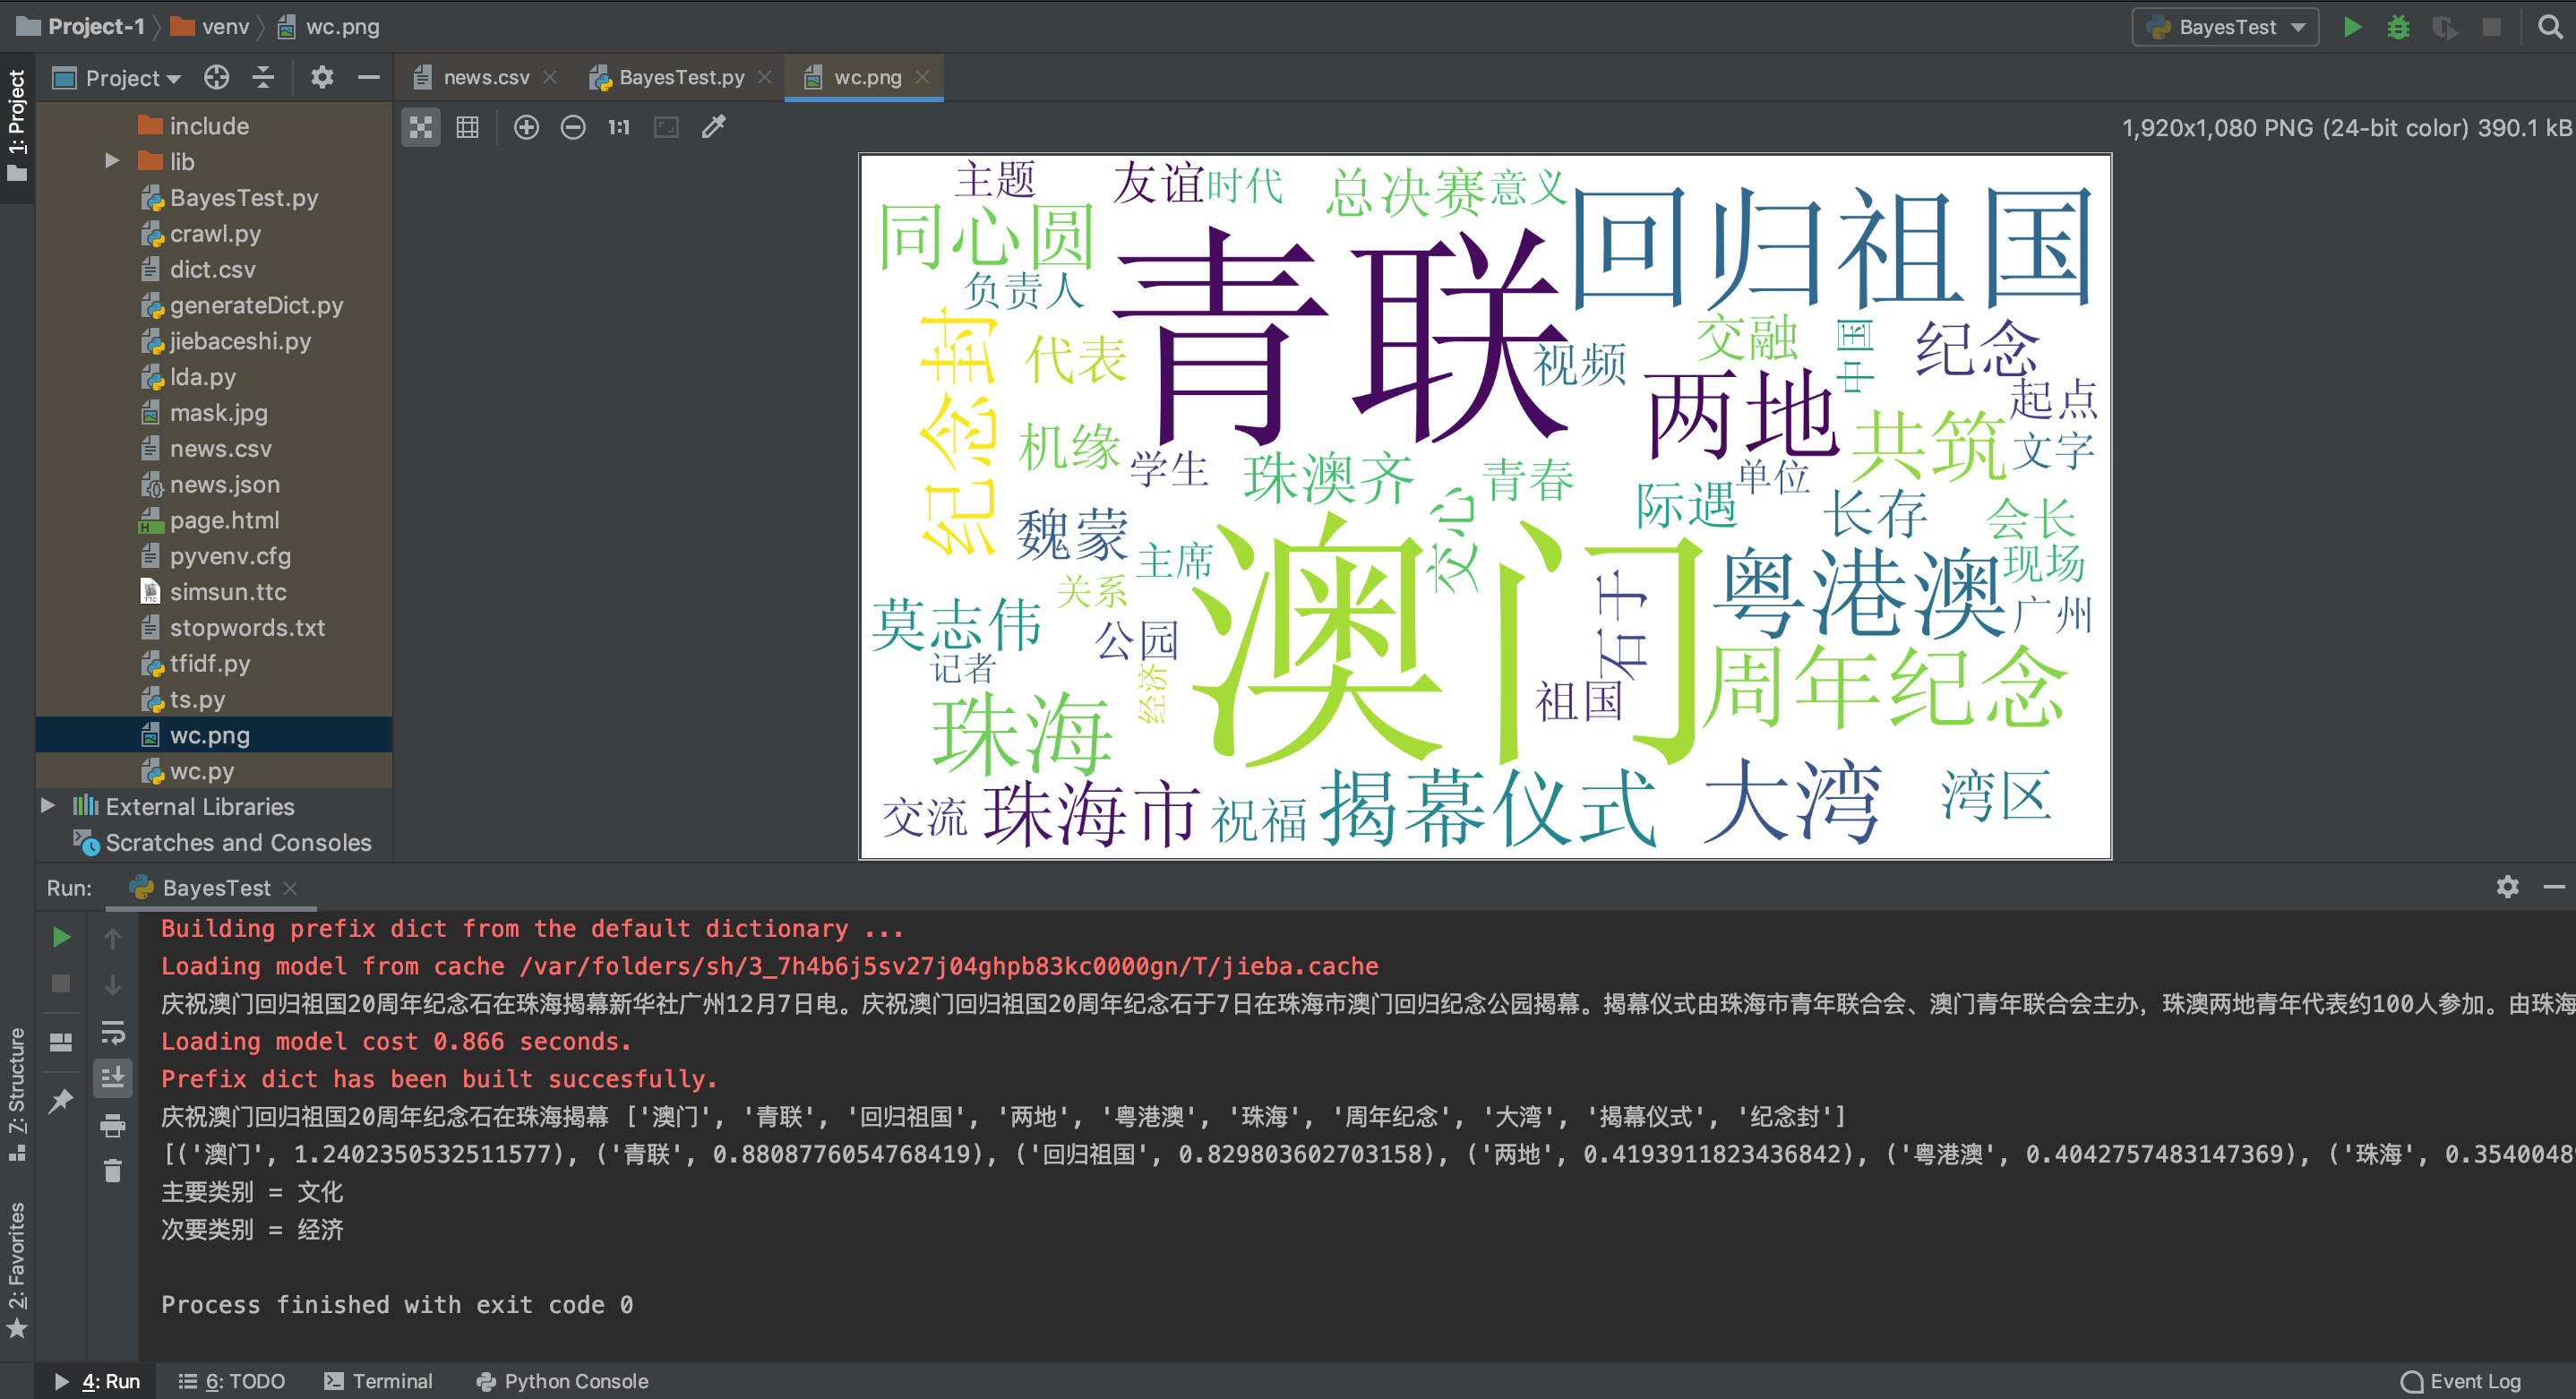 Project-1 venv wc.png
BayesTest
Project
news.csv
BayesTest.py
wc.png
1,920x1,080 PNG (24-bit color) 390.1 kB
1: Project
1:1
include
lib
BayesTest.py
crawl.py
dict.csv
generateDict.py
jiebaceshi.py
lda.py
mask.jpg
news.csv
news.json
page.html
pyvenv.cfg
simsun.ttc
stopwords.txt
tfidf.py
ts.py
wc.png
wc.py
External Libraries
Scratches and Consoles
主题
友谊
时代
总决赛
意义
回归祖国
同心圆
青联
负责人
纪念封
代表
视频
交融
中国
纪念
两地
起点
机缘
学生
珠澳齐
青春
共筑
文字
单位
际遇
长存
会长
魏蒙
主席
交心
澳门
粤港澳
现场
关系
石于
广州
莫志伟
公园
记者
经济
祖国
周年纪念
珠海
交流
珠海市
祝福
揭幕仪式
大湾
湾区
Run: BayesTest
Building prefix dict from the default dictionary ...
Loading model from cache /var/folders/sh/3_7h4b6j5sv27j04ghpb83kc0000gn/T/jieba.cache
庆祝澳门回归祖国20周年纪念石在珠海揭幕新华社广州12月7日电。庆祝澳门回归祖国20周年纪念石于7日在珠海市澳门回归纪念公园揭幕。揭幕仪式由珠海市青年联合会、澳门青年联合会主办，珠澳两地青年代表约100人参加。由珠海
Loading model cost 0.866 seconds.
Prefix dict has been built succesfully.
庆祝澳门回归祖国20周年纪念石在珠海揭幕 ['澳门', '青联', '回归祖国', '两地', '粤港澳', '珠海', '周年纪念', '大湾', '揭幕仪式', '纪念封']
[('澳门', 1.2402350532511577), ('青联', 0.8808776054768419), ('回归祖国', 0.829803602703158), ('两地', 0.4193911823436842), ('粤港澳', 0.4042757483147369), ('珠海', 0.3540048
主要类别 = 文化
次要类别 = 经济
Process finished with exit code 0
7: Structure
2: Favorites
4: Run
6: TODO
Terminal
Python Console
Event Log